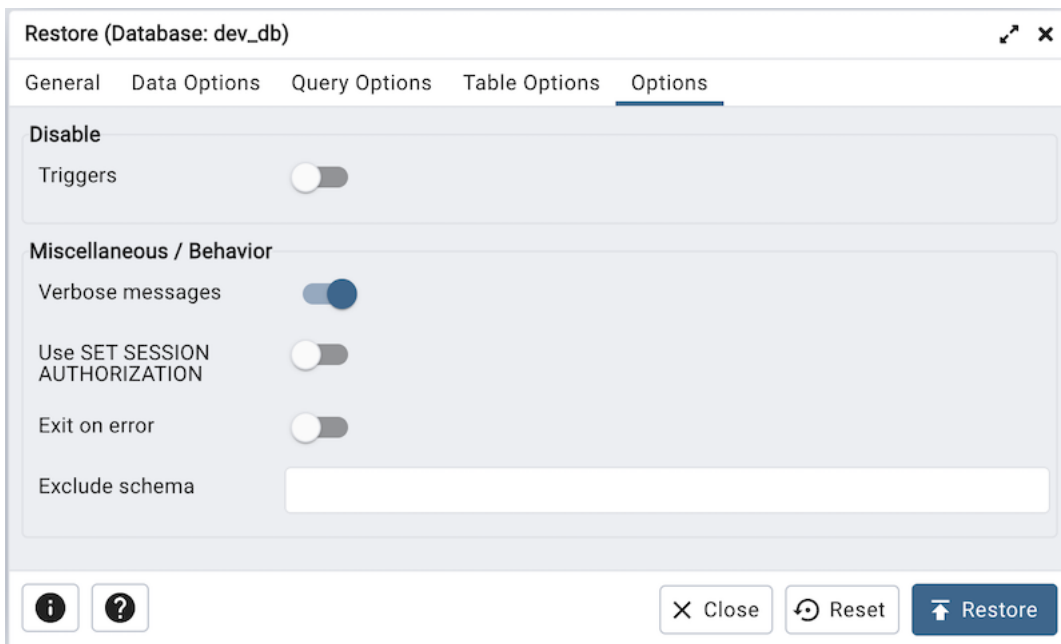 Restore (Database: dev_db)
General Data Options Query Options Table Options Options
Disable
Triggers
Miscellaneous / Behavior
Verbose messages
Use SET SESSION
AUTHORIZATION
Exit on error
Exclude schema
Close Reset Restore